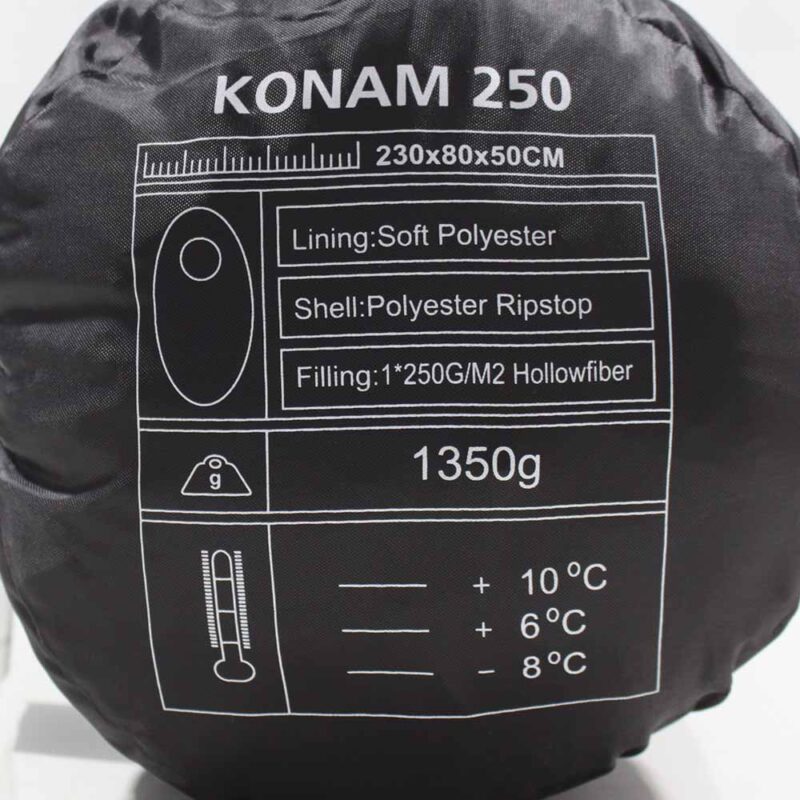 KONAM 250
230x80x50CM
Lining:Soft Polyester
Shell:Polyester Ripstop
Filling:1*250G/M2 Hollowfiber
g
1350g
+ 10 °C
+ 6 °C
− 8 °C